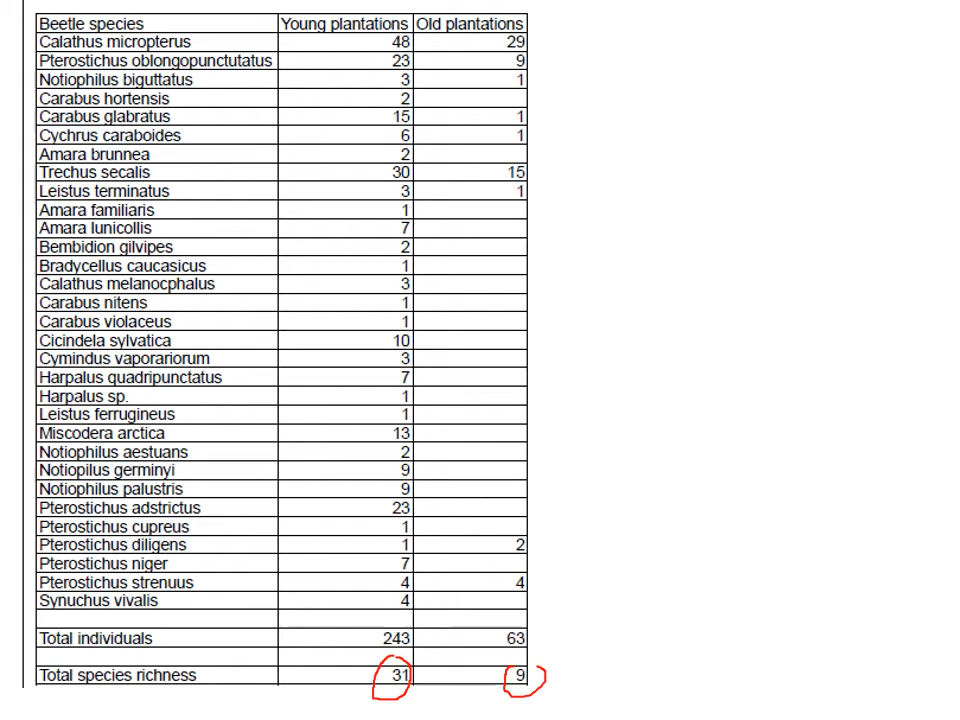 Beetle species Young plantations Old plantations
Calathus micropterus 48 29
Pterostichus oblongopunctutatus 23 9
Notiophilus biguttatus 3 1
Carabus hortensis 2
Carabus glabratus 15 1
Cychrus caraboides 6 1
Amara brunnea 2
Trechus secalis 30 15
Leistus terminatus 3 1
Amara familiaris 1
Amara lunicollis 7
Bembidion gilvipes 2
Bradycellus caucasicus 1
Calathus melanocphalus 3
Carabus nitens 1
Carabus violaceus 1
Cicindela sylvatica 10
Cymindus vaporariorum 3
Harpalus quadripunctatus 7
Harpalus sp. 1
Leistus ferrugineus 1
Miscodera arctica 13
Notiophilus aestuans 2
Notiopilus germinyi 9
Notiophilus palustris 9
Pterostichus adstrictus 23
Pterostichus cupreus 1
Pterostichus diligens 1 2
Pterostichus niger 7
Pterostichus strenuus 4 4
Synuchus vivalis 4
Total individuals 243 63
Total species richness 31 9